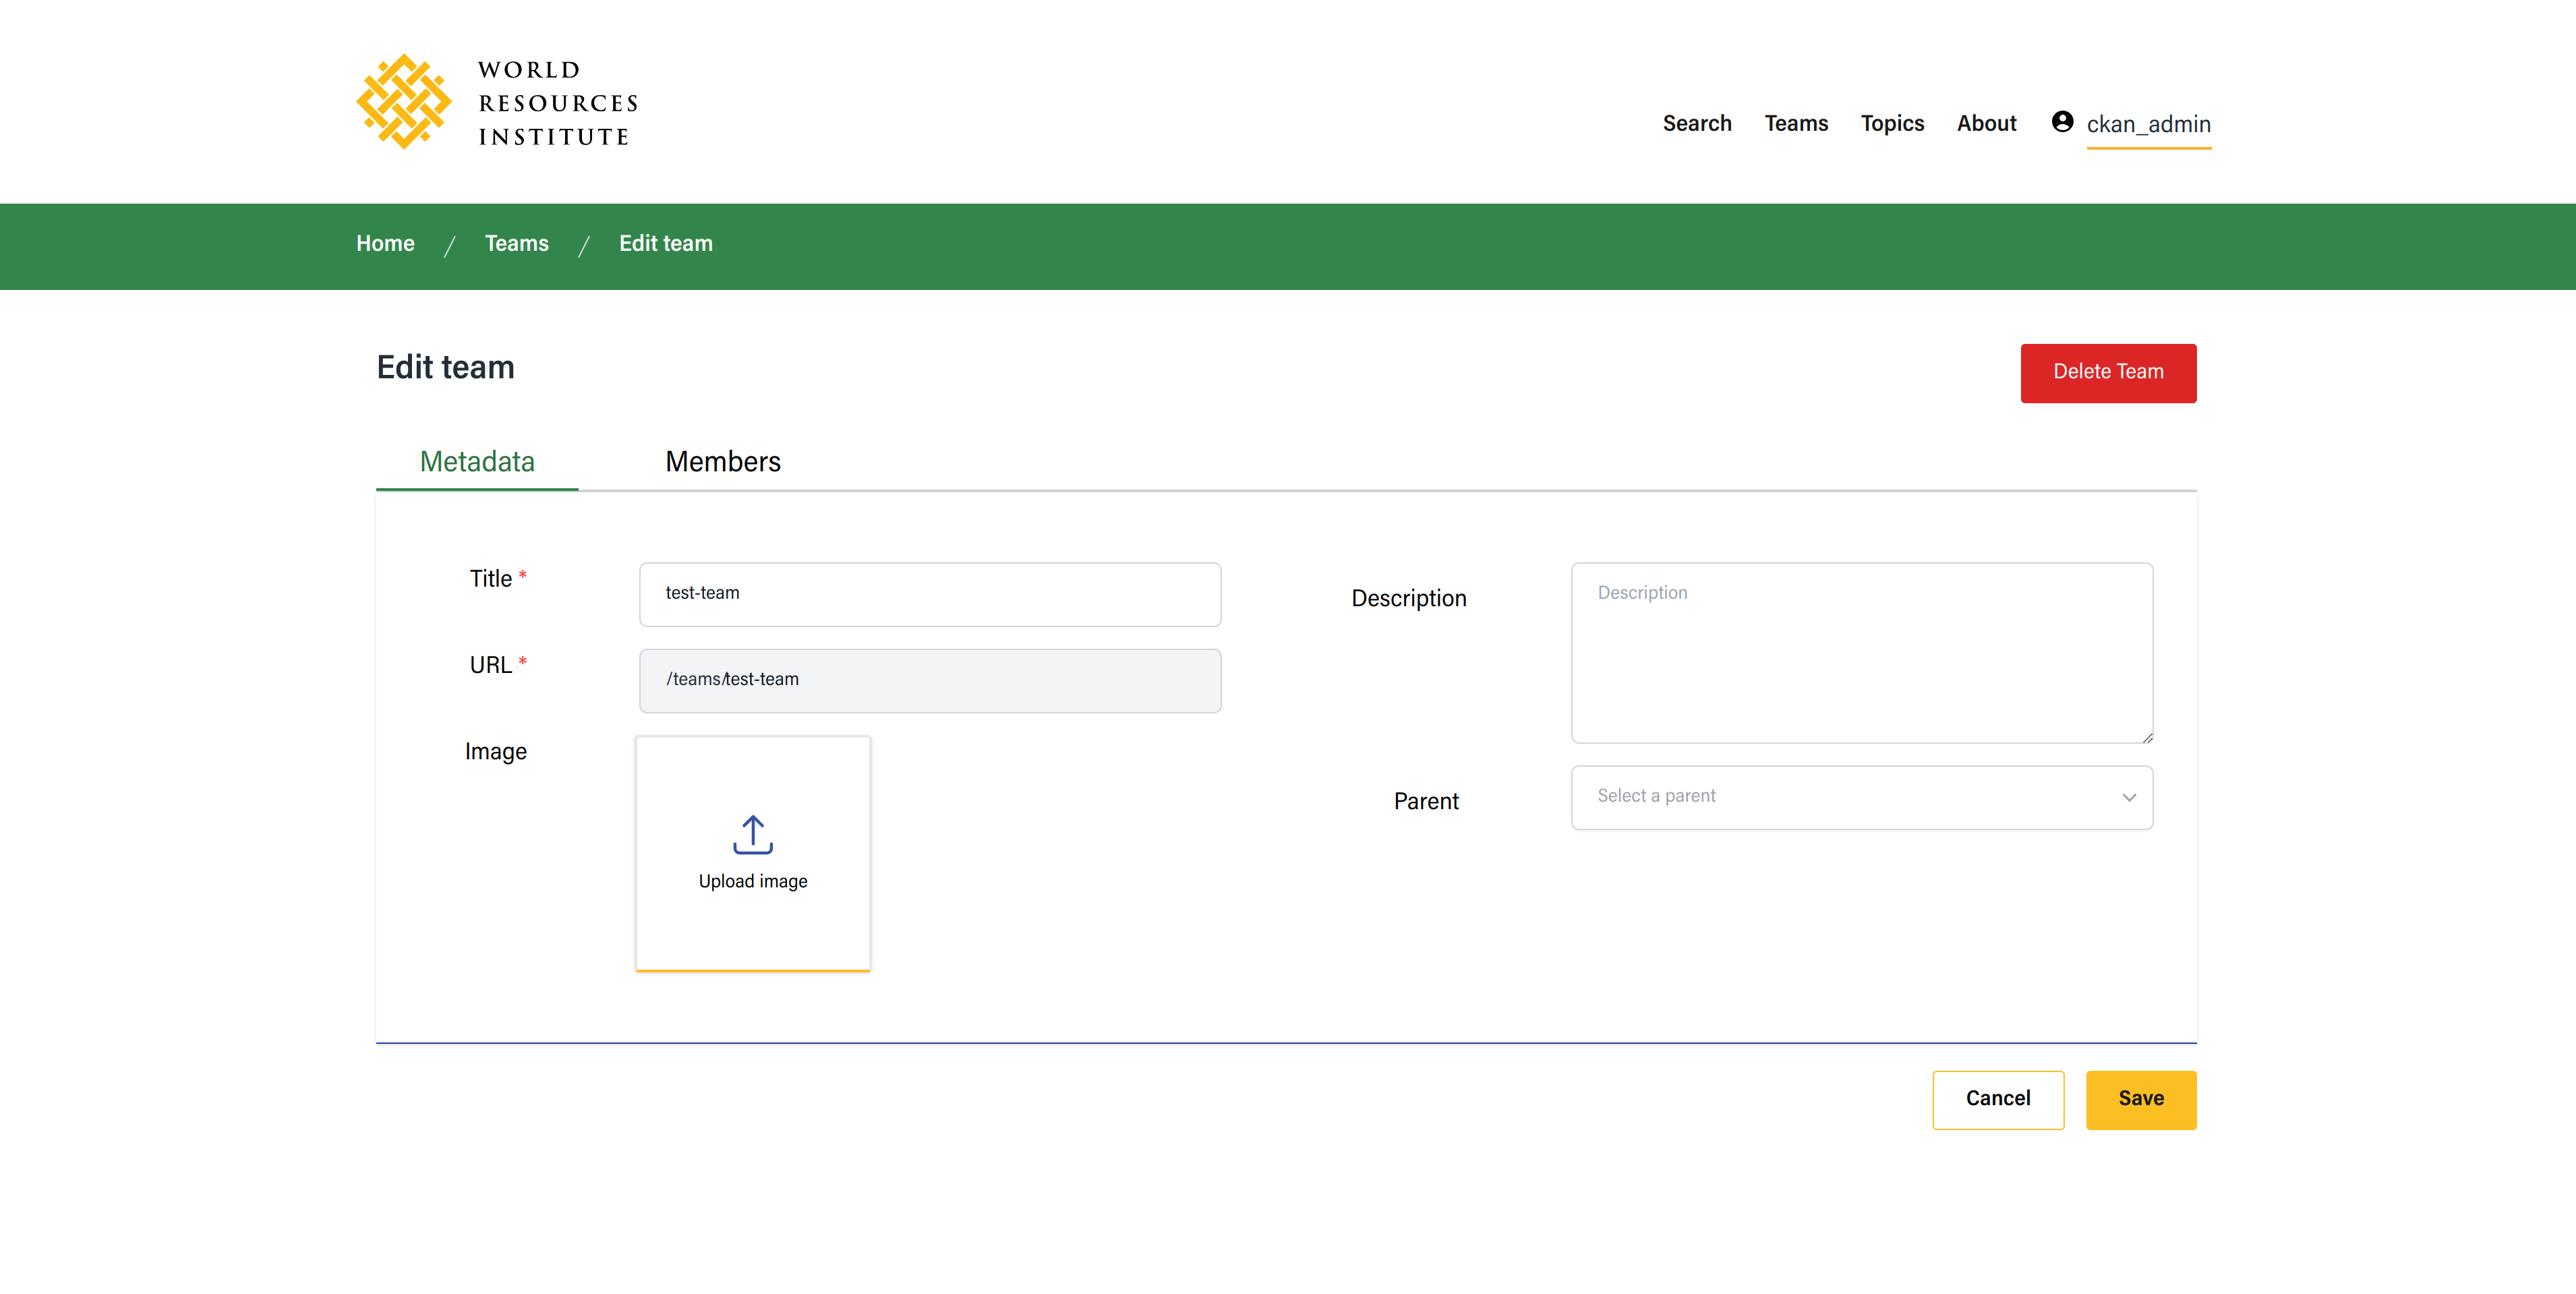 WORLD
RESOURCES
INSTITUTE
Search Teams Topics About ckan_admin
Home / Teams / Edit team
Edit team
Delete Team
Metadata Members
Title * test-team
Description Description
URL * /teams/test-team
Image
Upload image
Parent Select a parent
Cancel Save